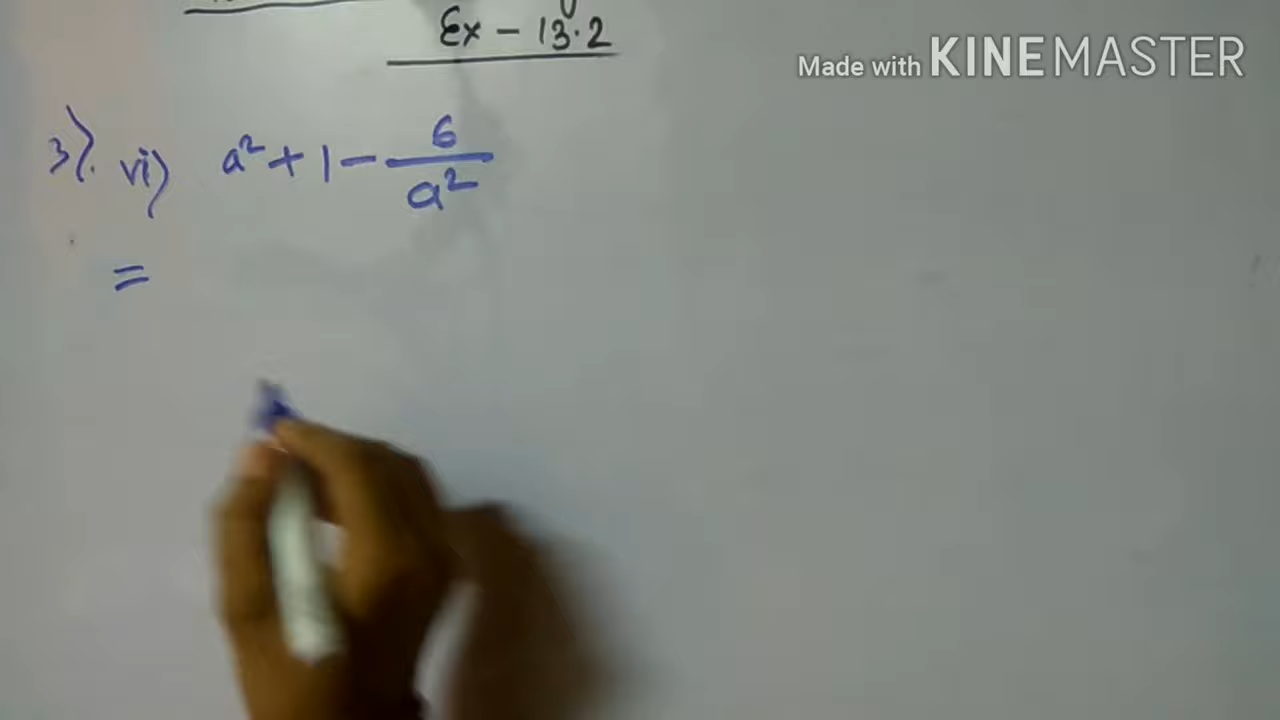 Ex - 13.2
Made with KINEMASTER
3). vi) a² + 1 - 6/a²
=